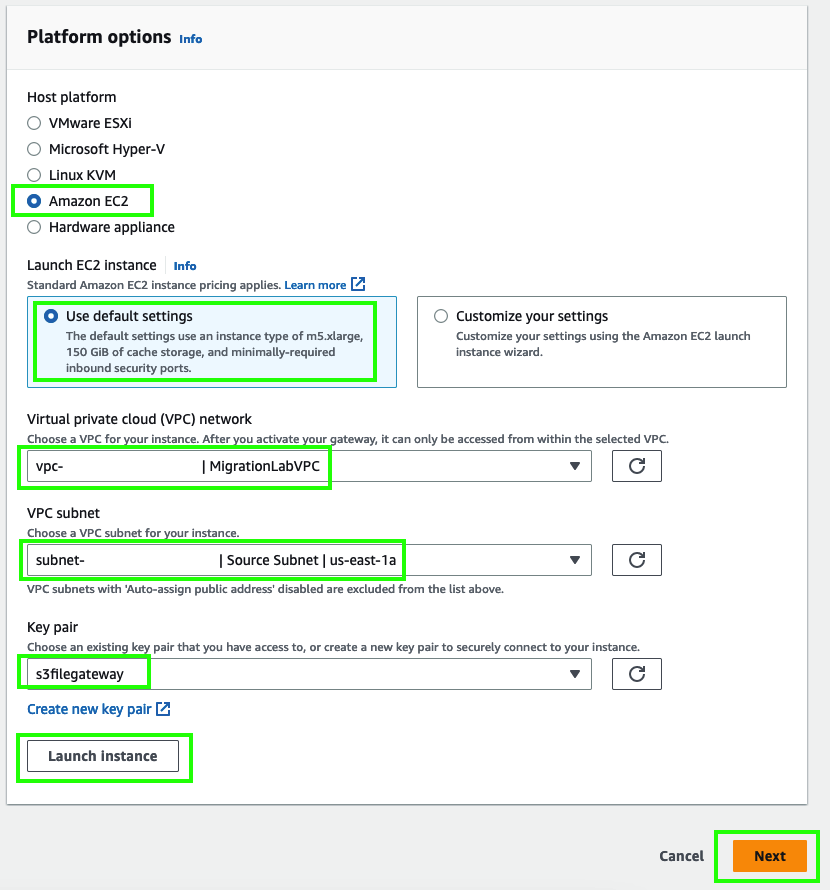 Platform options Info
Host platform
VMware ESXi
Microsoft Hyper-V
Linux KVM
Amazon EC2
Hardware appliance
Launch EC2 instance Info
Standard Amazon EC2 instance pricing applies. Learn more
Use default settings
The default settings use an instance type of m5.xlarge,
150 GiB of cache storage, and minimally-required
inbound security ports.
Customize your settings
Customize your settings using the Amazon EC2 launch
instance wizard.
Virtual private cloud (VPC) network
Choose a VPC for your instance. After you activate your gateway, it can only be accessed from within the selected VPC.
vpc- | MigrationLabVPC
VPC subnet
Choose a VPC subnet for your instance.
subnet- | Source Subnet | us-east-1a
VPC subnets with 'Auto-assign public address' disabled are excluded from the list above.
Key pair
Choose an existing key pair that you have access to, or create a new key pair to securely connect to your instance.
s3filegateway
Create new key pair
Launch instance
Cancel Next